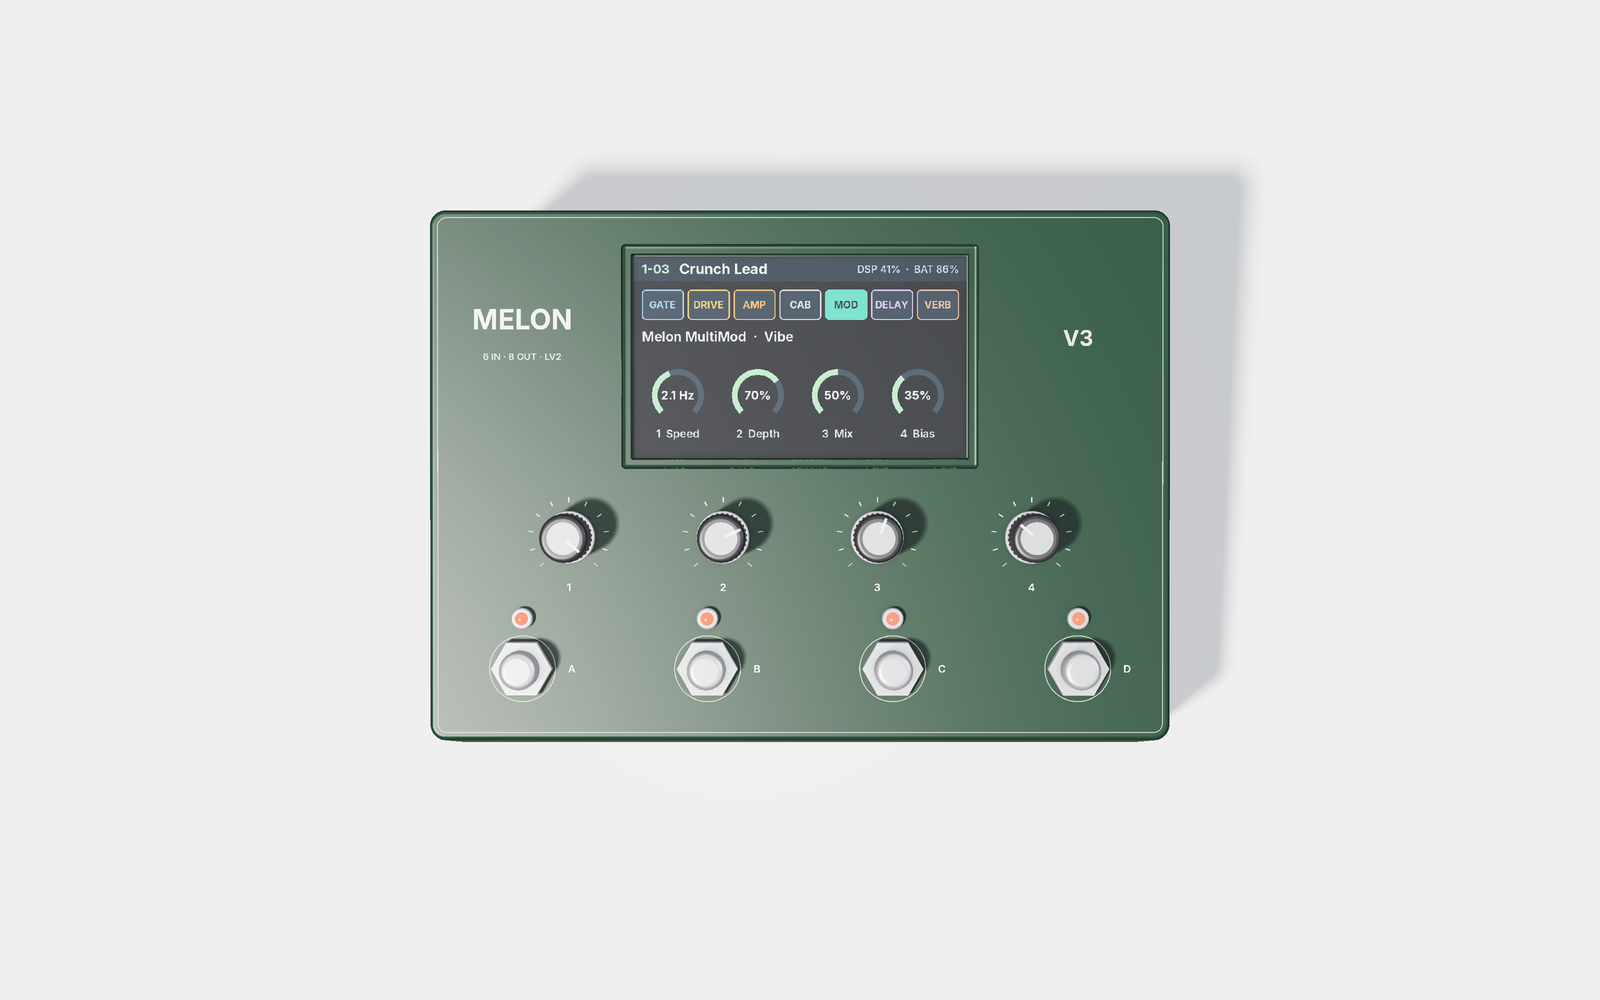 1-03 Crunch Lead DSP 41% · BAT 86%
GATE DRIVE AMP CAB MOD DELAY VERB
Melon MultiMod · Vibe
2.1 Hz 70% 50% 35%
1 Speed 2 Depth 3 Mix 4 Bias
MELON
6 IN · 8 OUT · LV2
V3
1 2 3 4
A B C D